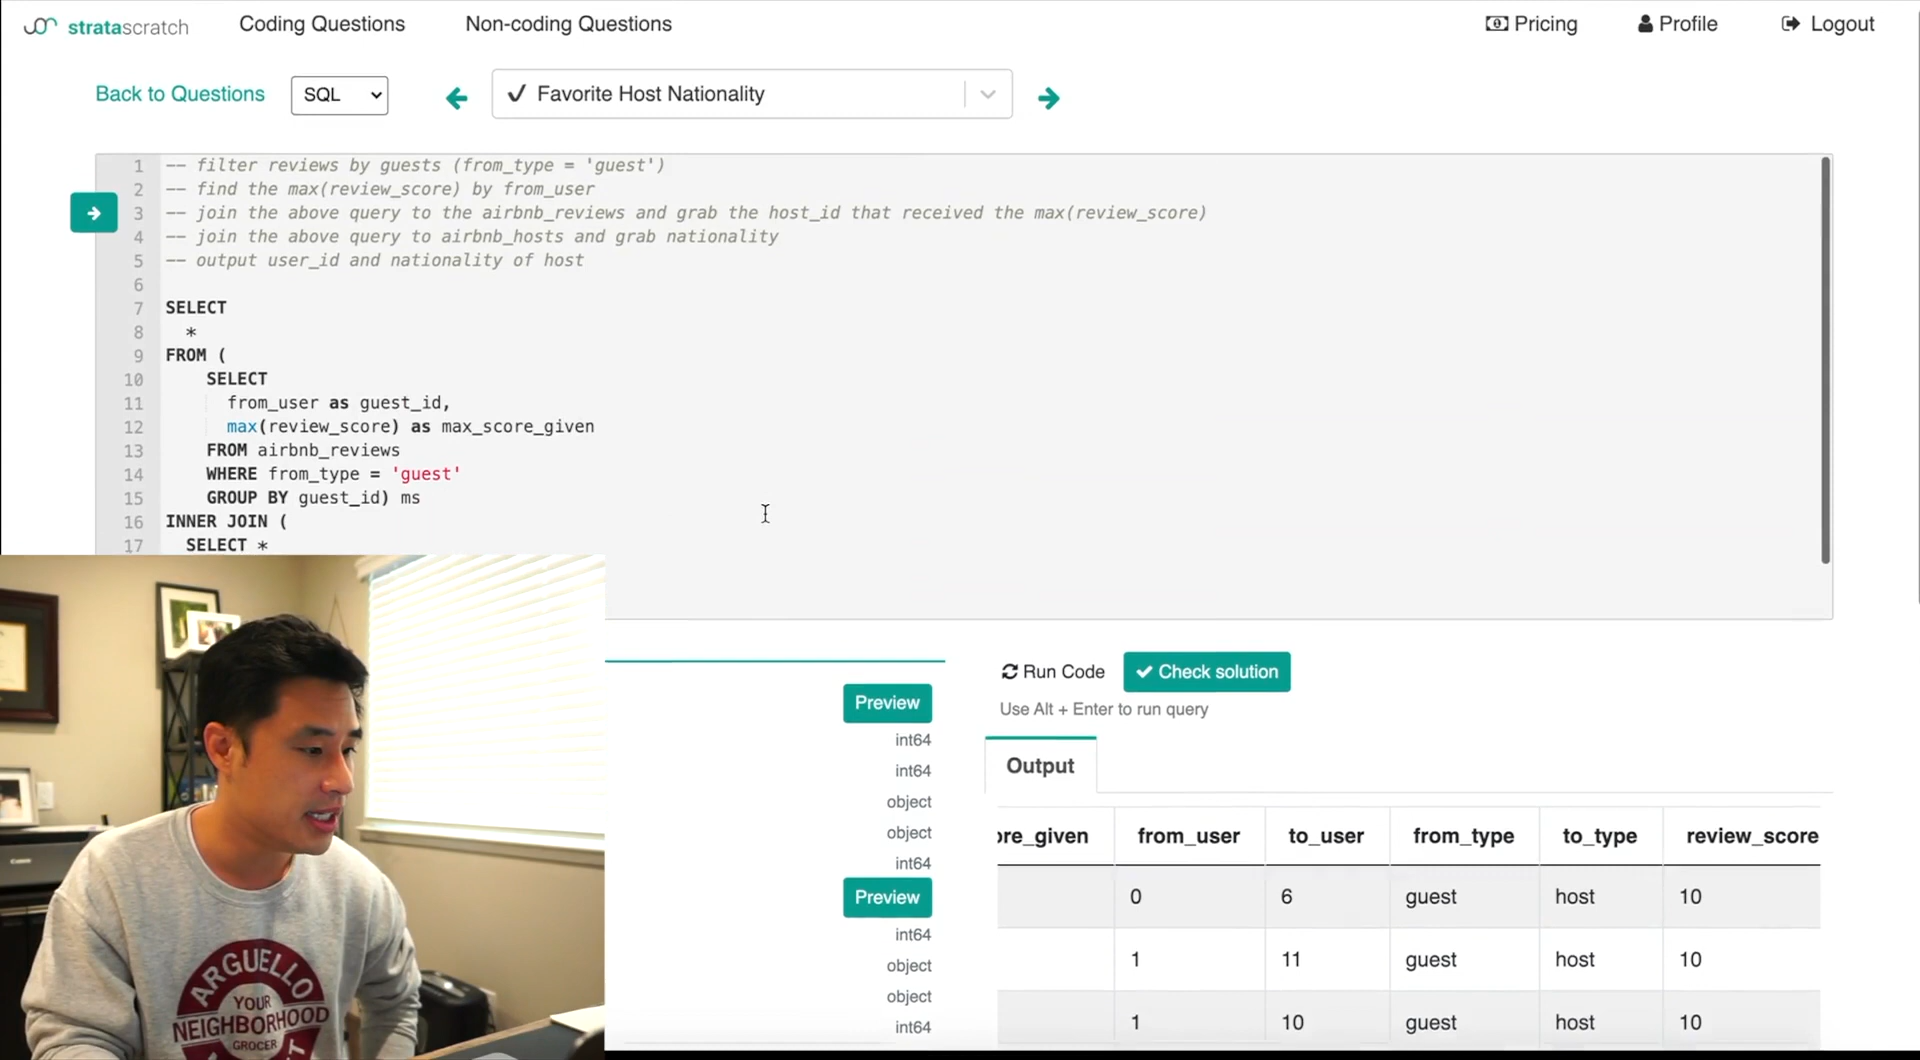 stratascratch
Coding Questions
Non-coding Questions
Pricing
Profile
Logout
Back to Questions
SQL
Favorite Host Nationality
1 -- filter reviews by guests (from_type = 'guest')
2 -- find the max(review_score) by from_user
3 -- join the above query to the airbnb_reviews and grab the host_id that received the max(review_score)
4 -- join the above query to airbnb_hosts and grab nationality
5 -- output user_id and nationality of host
6
7 SELECT
8 *
9 FROM (
10 SELECT
11 from_user as guest_id,
12 max(review_score) as max_score_given
13 FROM airbnb_reviews
14 WHERE from_type = 'guest'
15 GROUP BY guest_id) ms
16 INNER JOIN (
17 SELECT *
Preview
int64
int64
object
object
int64
Preview
int64
object
object
int64
Run Code
Check solution
Use Alt + Enter to run query
Output
ore_given from_user to_user from_type to_type review_score
0 6 guest host 10
1 11 guest host 10
1 10 guest host 10
ARGUELLO
YOUR
NEIGHBORHOOD
GROCER